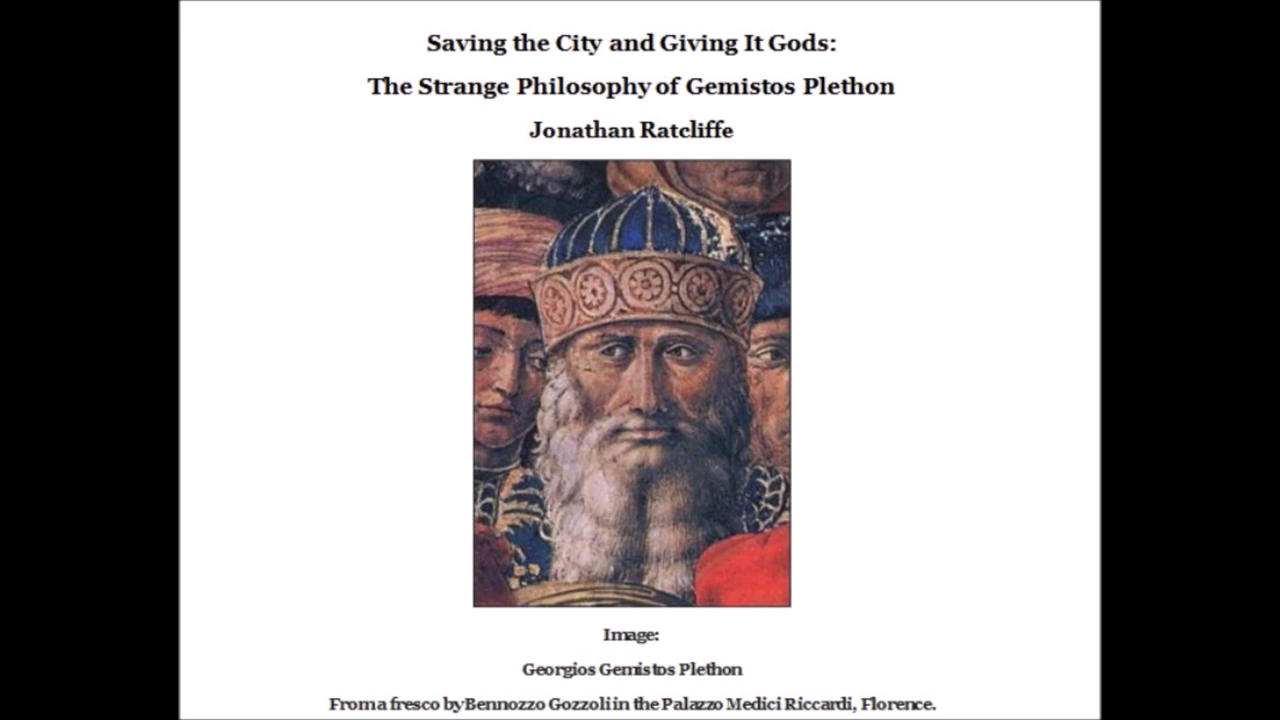 Saving the City and Giving It Gods:
The Strange Philosophy of Gemistos Plethon
Jonathan Ratcliffe
Image:
Georgios Gemistos Plethon
From a fresco by Bennozzo Gozzoli in the Palazzo Medici Riccardi, Florence.